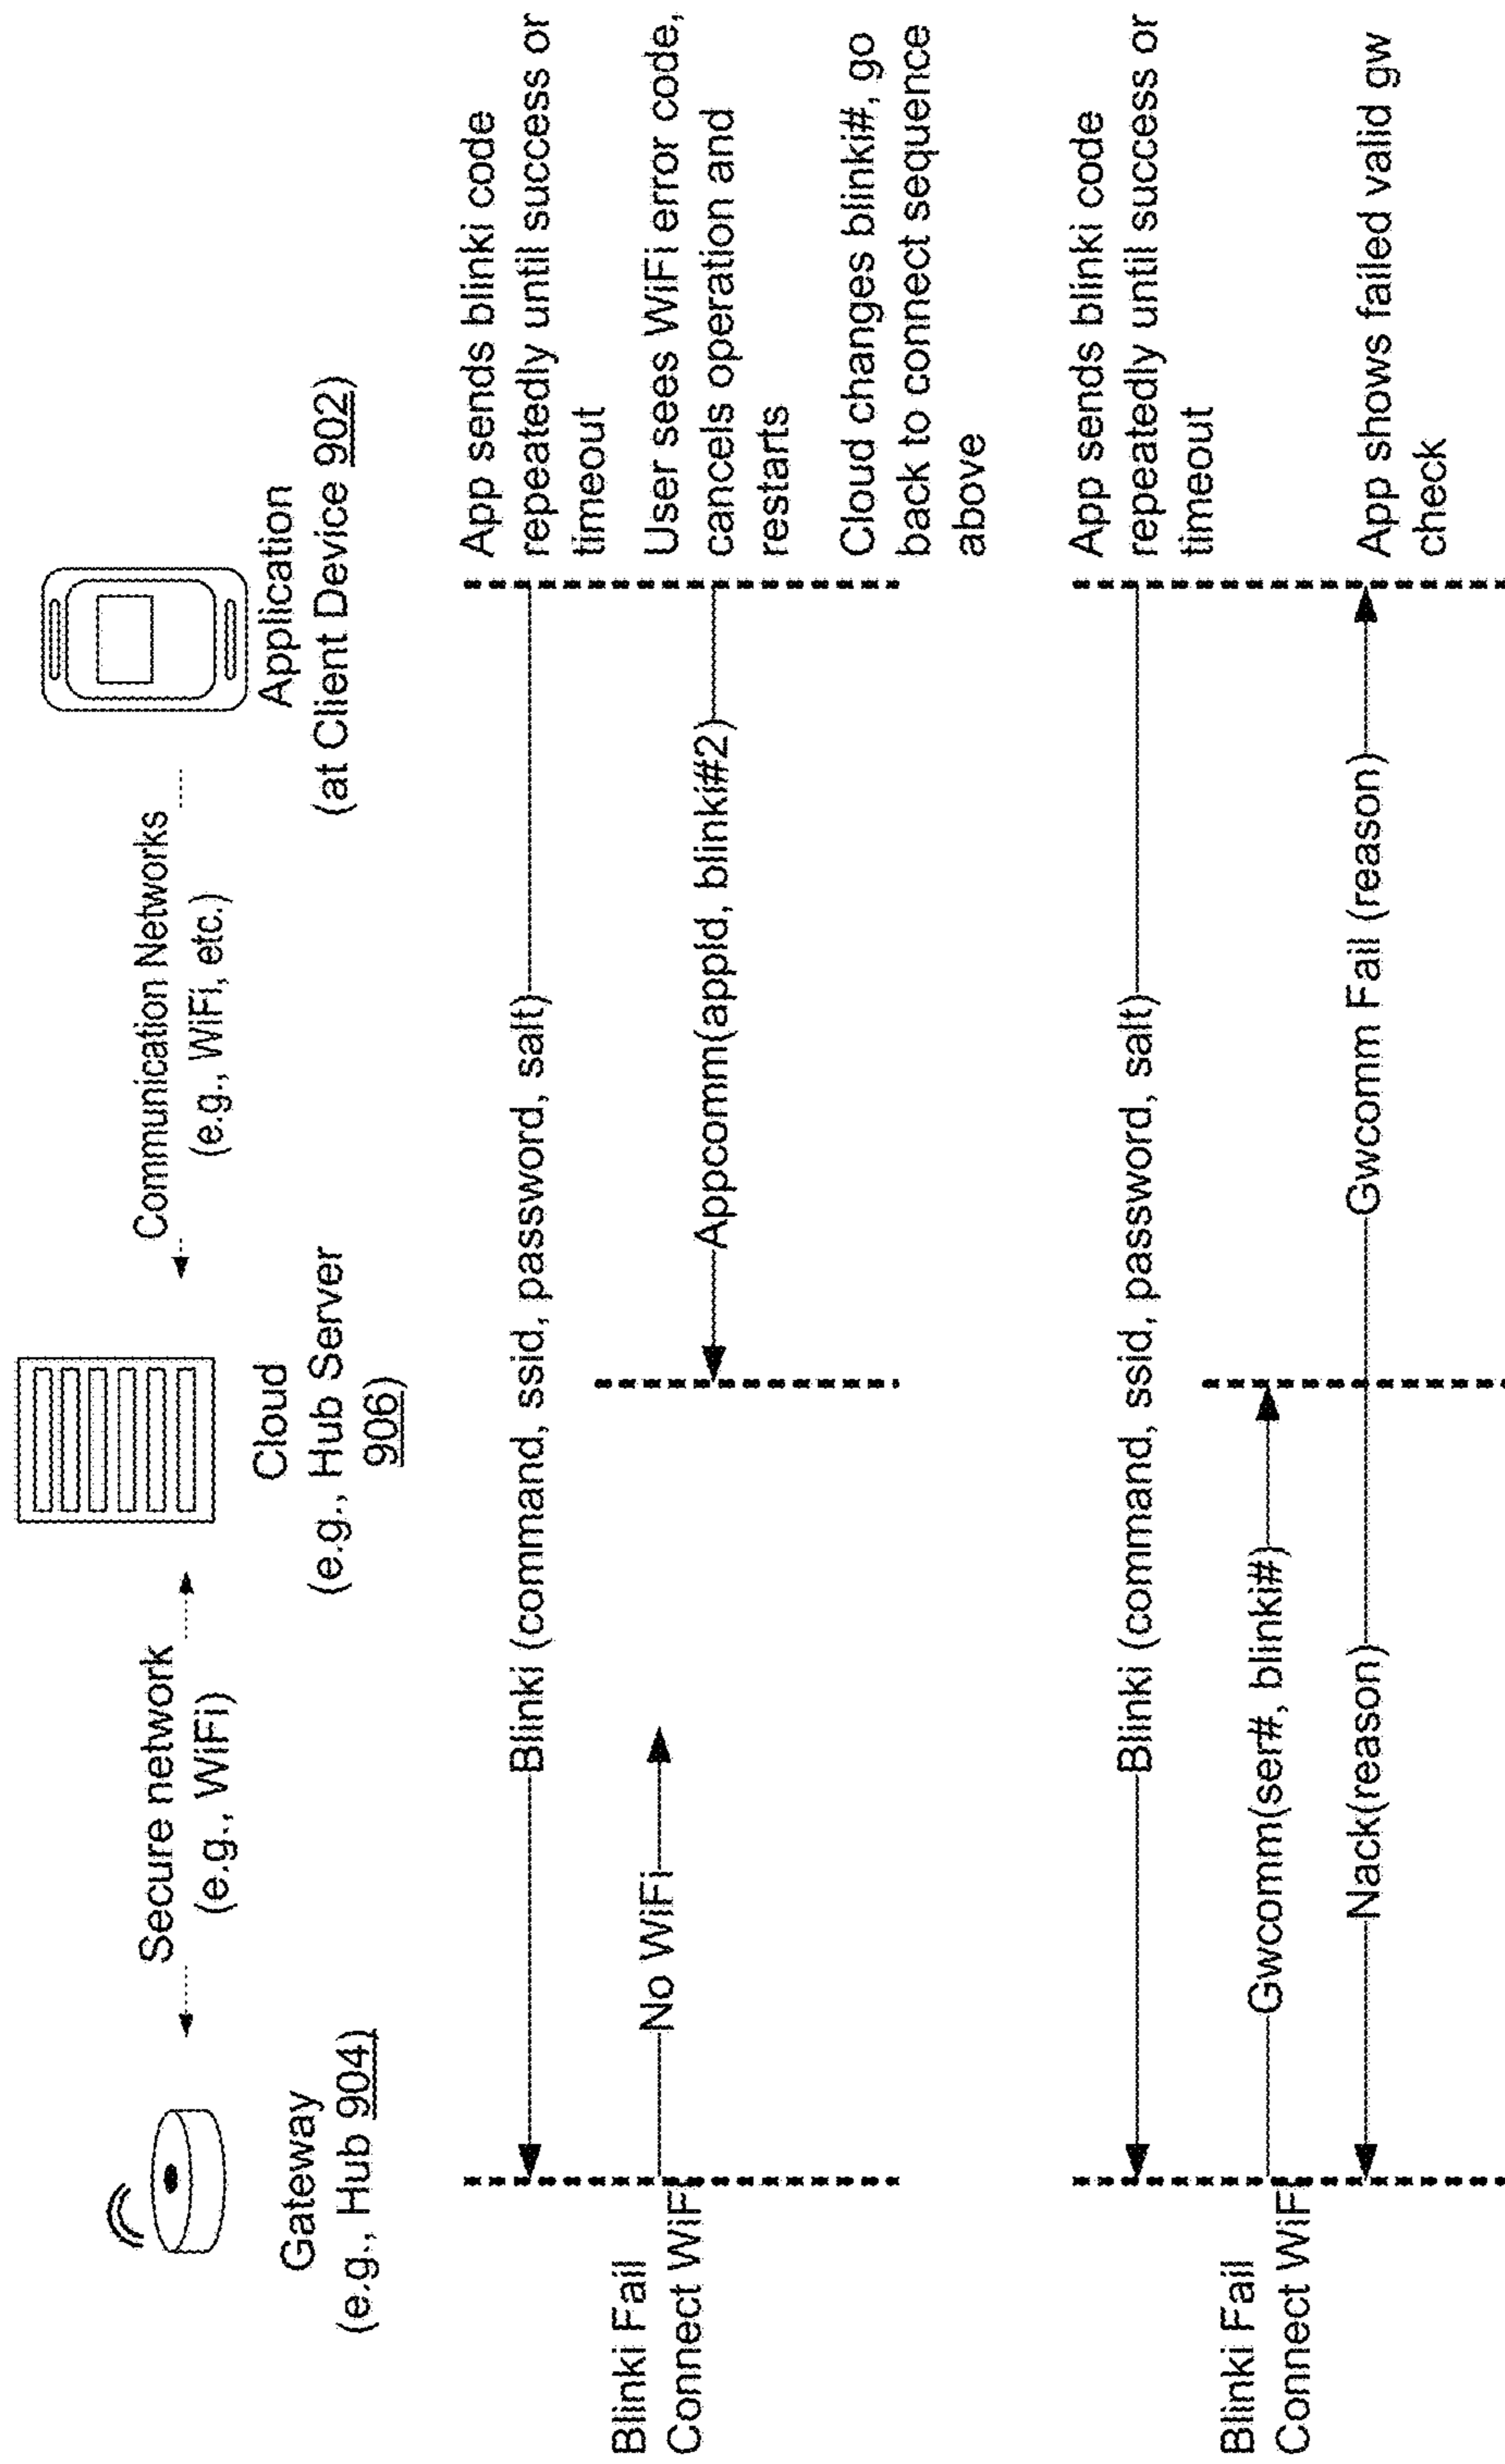 Gateway
(e.g., Hub 904)
Secure network
(e.g., WiFi)
Cloud
(e.g., Hub Server
906)
Communication Networks
(e.g., WiFi, etc.)
Application
(at Client Device 902)
Blinki (command, ssid, password, salt)
App sends blinki code
repeatedly until success or
timeout
Blinki Fail
Connect WiFi
No WiFi
Appcomm(appId, blinki#2)
User sees WiFi error code,
cancels operation and
restarts
Cloud changes blinki#, go
back to connect sequence
above
Blinki (command, ssid, password, salt)
App sends blinki code
repeatedly until success or
timeout
Blinki Fail
Connect WiFi
Gwcomm(ser#, blinki#)
Nack(reason)
Gwcomm Fail (reason)
App shows failed valid gw
check